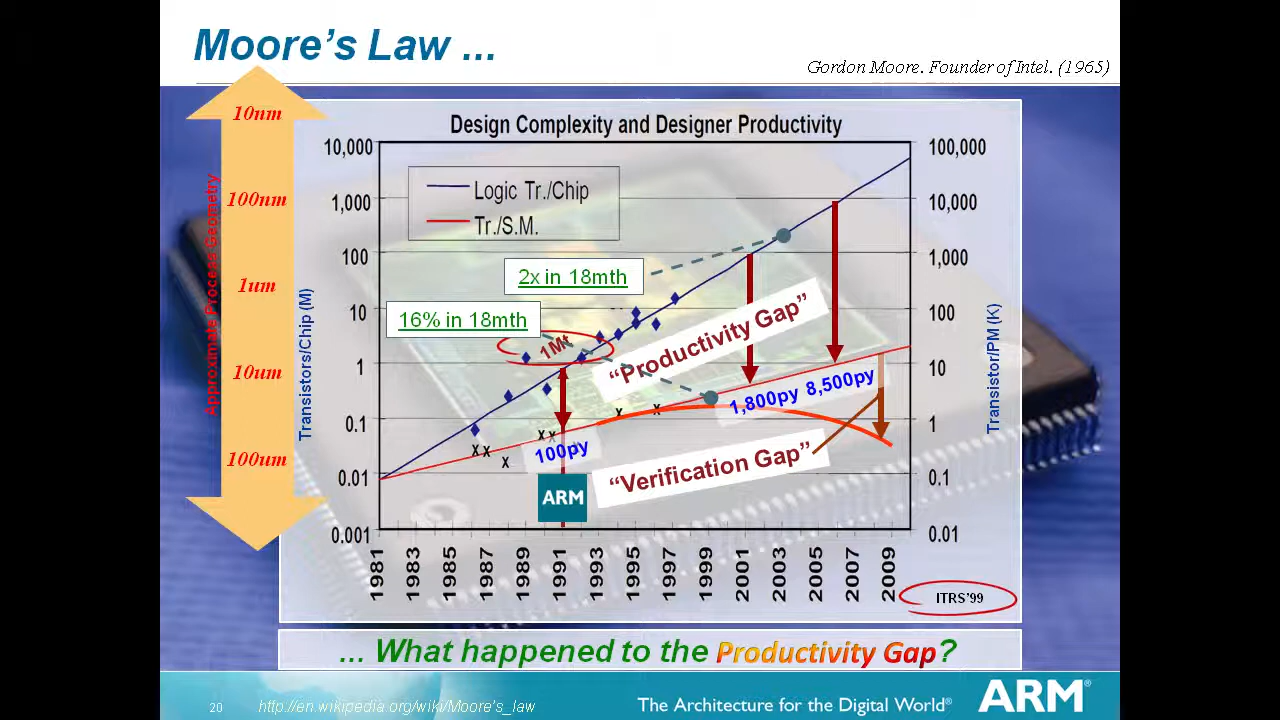 Moore's Law ...
Gordon Moore. Founder of Intel. (1965)
Design Complexity and Designer Productivity
Approximate Process Geometry
10nm
100nm
1um
10um
100um
Transistors/Chip (M)
10,000
1,000
100
10
1
0.1
0.01
0.001
Logic Tr./Chip
Tr./S.M.
2x in 18mth
16% in 18mth
1Mt
"Productivity Gap"
1,800py 8,500py
100py
"Verification Gap"
ARM
x x x x x x x
100,000
10,000
1,000
100
10
1
0.1
0.01
Transistor/PM (K)
1981 1983 1985 1987 1989 1991 1993 1995 1997 1999 2001 2003 2005 2007 2009
ITRS'99
... What happened to the Productivity Gap?
20 http://en.wikipedia.org/wiki/Moore's_law The Architecture for the Digital World® ARM®